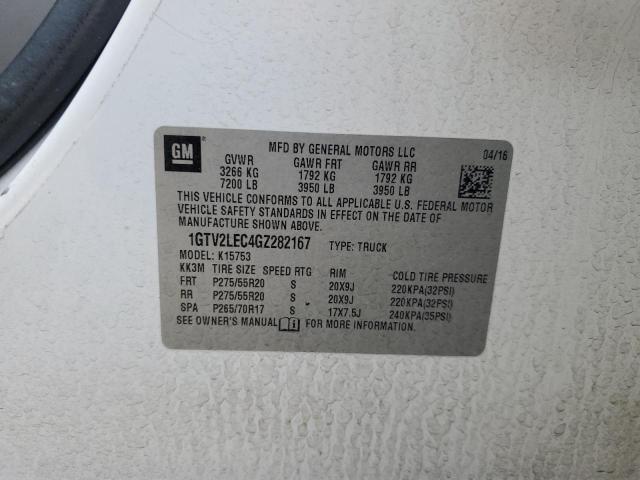 GM
MFD BY GENERAL MOTORS LLC 04/16
GVWR GAWR FRT GAWR RR
3266 KG 1792 KG 1792 KG
7200 LB 3950 LB 3950 LB
THIS VEHICLE CONFORMS TO ALL APPLICABLE U.S. FEDERAL MOTOR
VEHICLE SAFETY STANDARDS IN EFFECT ON THE DATE OF
MANUFACTURE SHOWN ABOVE.
1GTV2LEC4GZ282167 TYPE: TRUCK
MODEL: K15753
KK3M TIRE SIZE SPEED RTG RIM COLD TIRE PRESSURE
FRT P275/55R20 S 20X9J 220KPA(32PSI)
RR P275/55R20 S 20X9J 220KPA(32PSI)
SPA P265/70R17 S 17X7.5J 240KPA(35PSI)
SEE OWNER'S MANUAL FOR MORE INFORMATION.